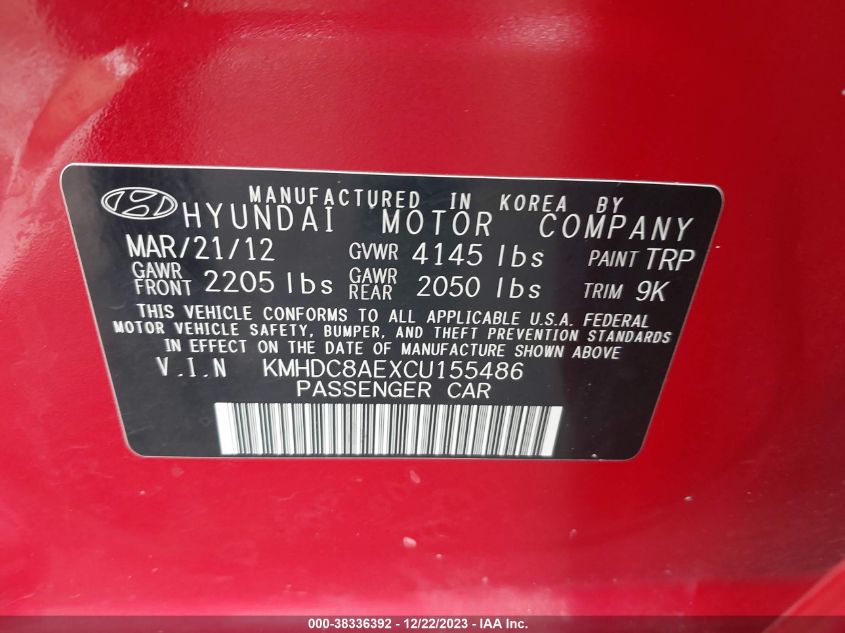 MANUFACTURED IN KOREA BY
HYUNDAI MOTOR COMPANY
MAR/21/12 GVWR 4145 lbs PAINT TRP
GAWR FRONT 2205 lbs GAWR REAR 2050 lbs TRIM 9K
THIS VEHICLE CONFORMS TO ALL APPLICABLE U.S.A. FEDERAL
MOTOR VEHICLE SAFETY, BUMPER, AND THEFT PREVENTION STANDARDS
IN EFFECT ON THE DATE OF MANUFACTURE SHOWN ABOVE
V.I.N KMHDC8AEXCU155486
PASSENGER CAR
000-38336392 - 12/22/2023 - IAA Inc.